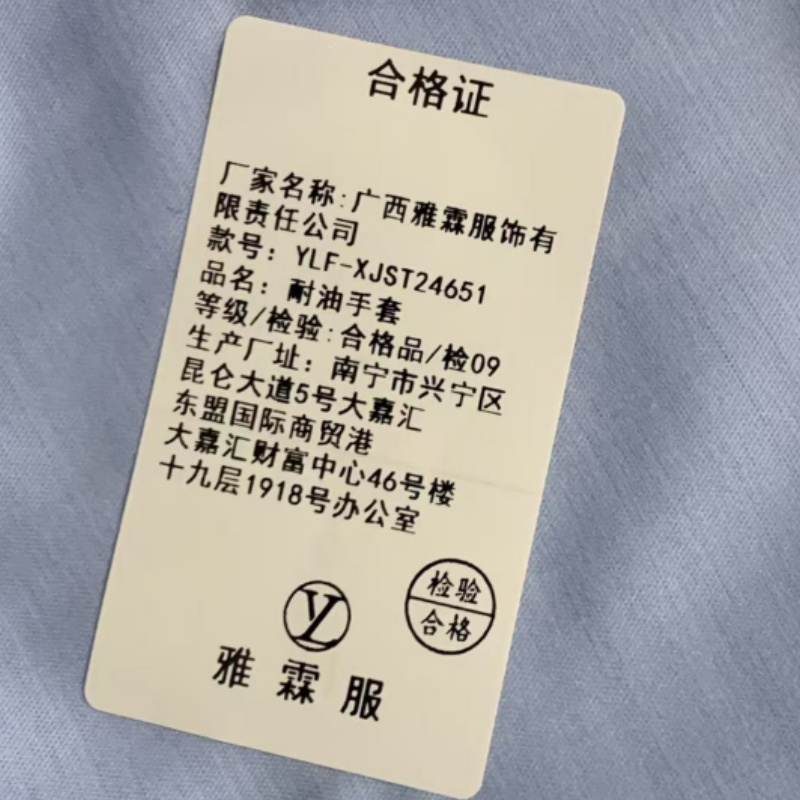 合格证
厂家名称:广西雅霖服饰有
限责任公司
款号: YLF-XJST24651
品名: 耐油手套
等级/检验:合格品/检09
生产厂址: 南宁市兴宁区
昆仑大道5号大嘉汇
东盟国际商贸港
大嘉汇财富中心46号楼
十九层1918号办公室
检验
合格
YL
雅霖服